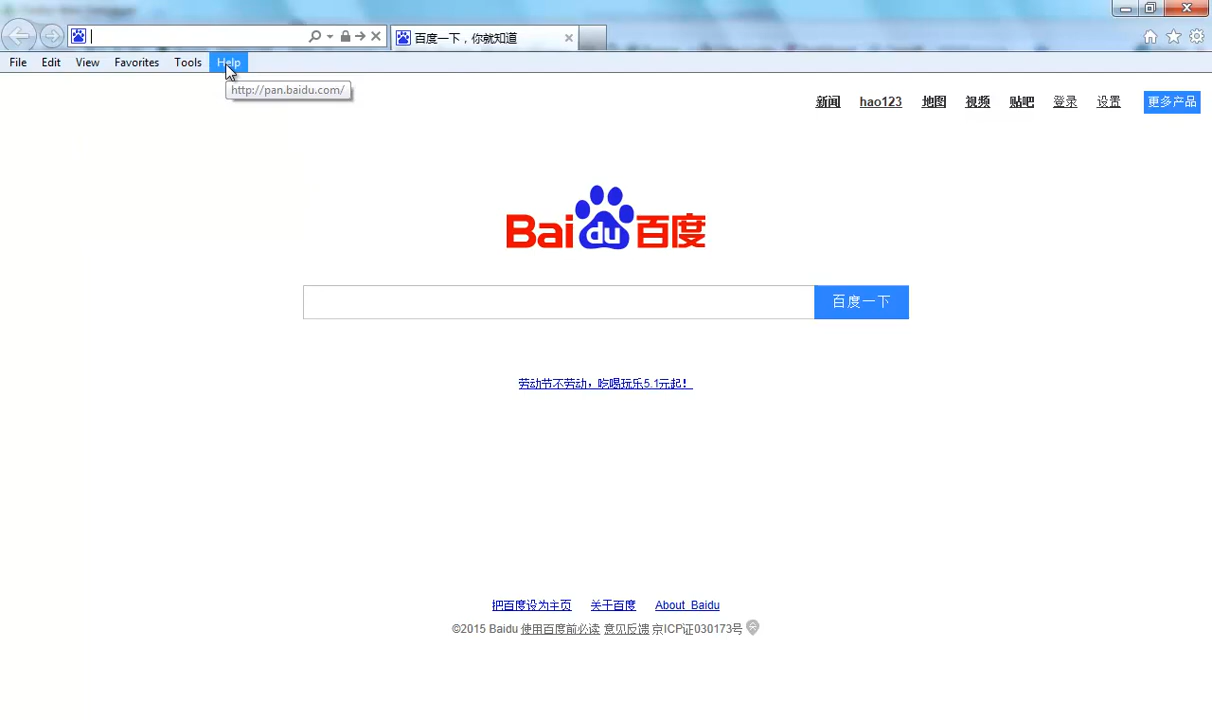 百度一下，你就知道
File Edit View Favorites Tools Help
http://pan.baidu.com/
新闻 hao123 地图 视频 贴吧 登录 设置 更多产品
Bai du 百度
百度一下
劳动节不劳动，吃喝玩乐5.1元起！
把百度设为主页 关于百度 About Baidu
©2015 Baidu 使用百度前必读 意见反馈 京ICP证030173号